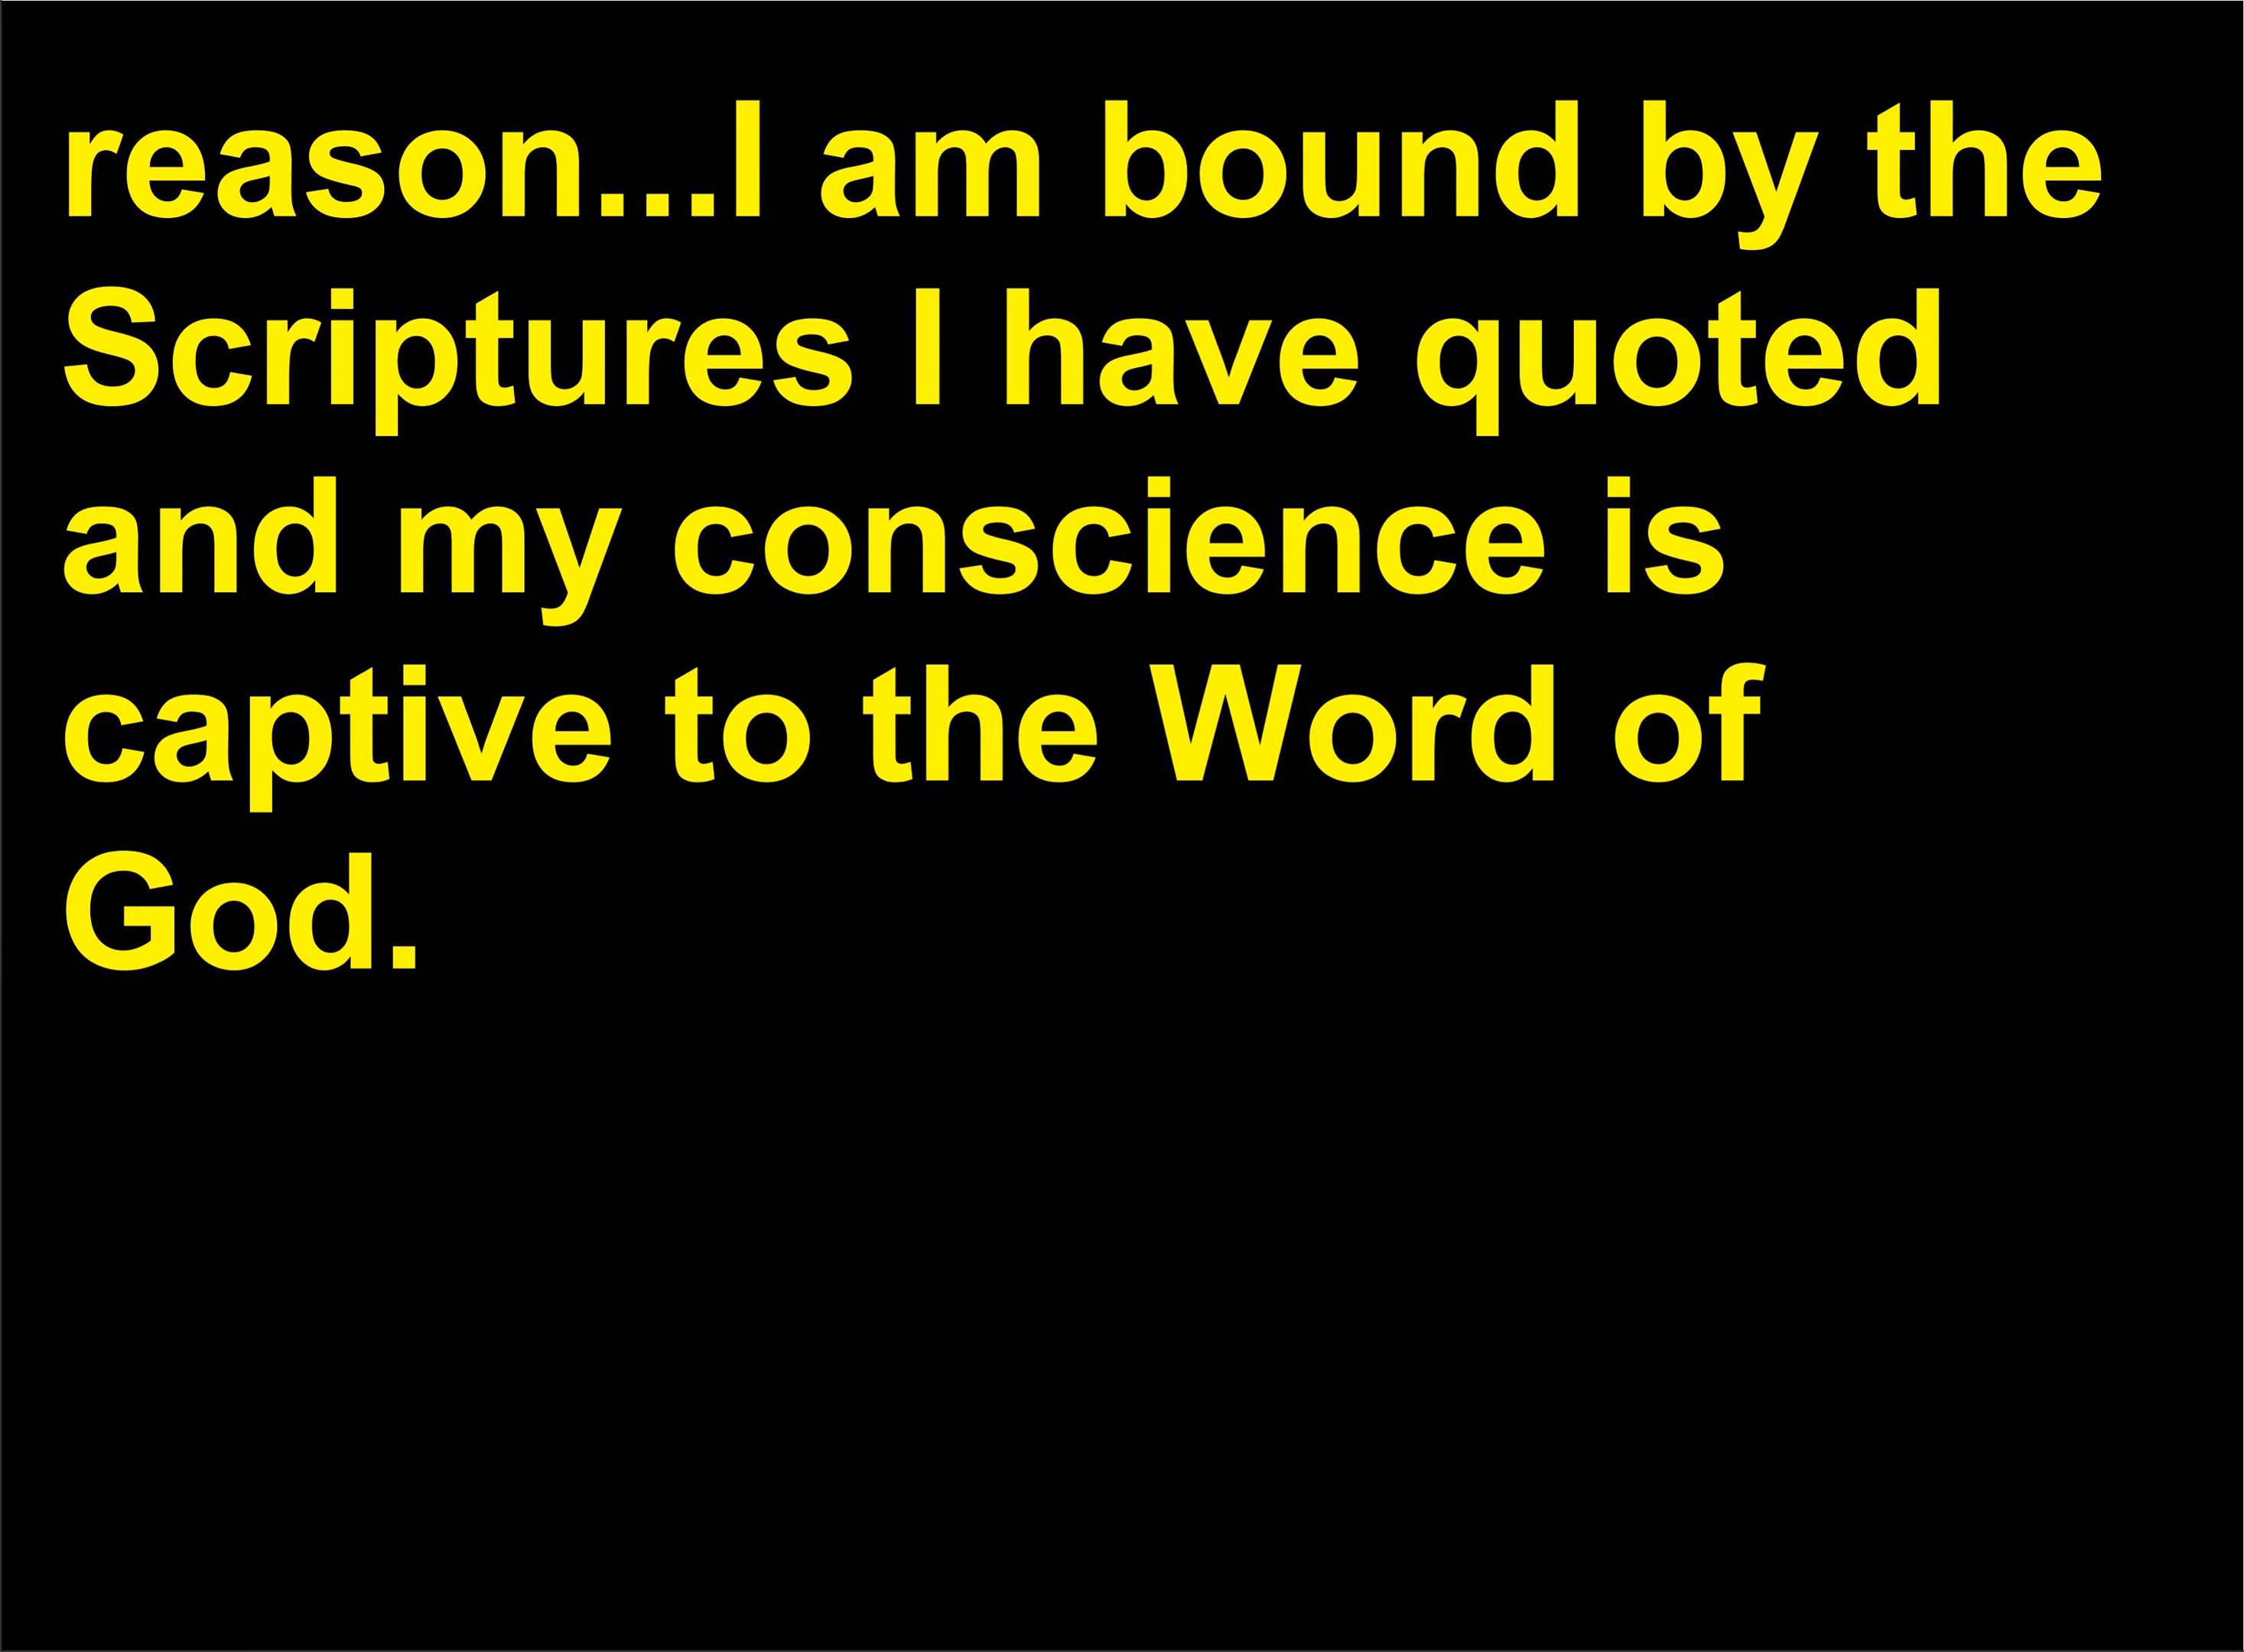 reason...I am bound by the
Scriptures I have quoted
and my conscience is
captive to the Word of
God.